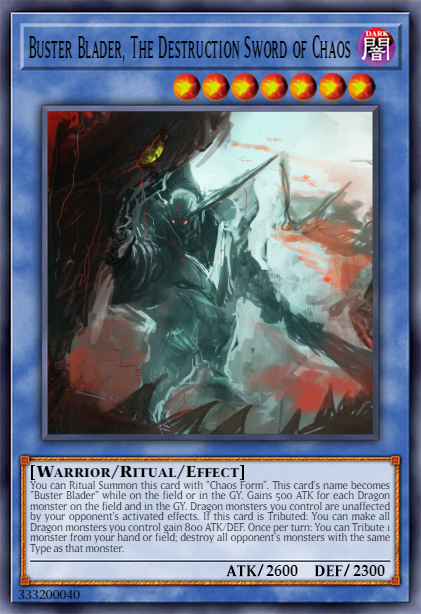 Buster Blader, The Destruction Sword of Chaos
DARK
闇
[Warrior/Ritual/Effect]
You can Ritual Summon this card with "Chaos Form". This card's name becomes
"Buster Blader" while on the field or in the GY. Gains 500 ATK for each Dragon
monster on the field and in the GY. Dragon monsters you control are unaffected
by your opponent's activated effects. If this card is Tributed: You can make all
Dragon monsters you control gain 800 ATK/DEF. Once per turn: You can Tribute 1
monster from your hand or field; destroy all opponent's monsters with the same
Type as that monster.
ATK/2600 DEF/2300
333200040